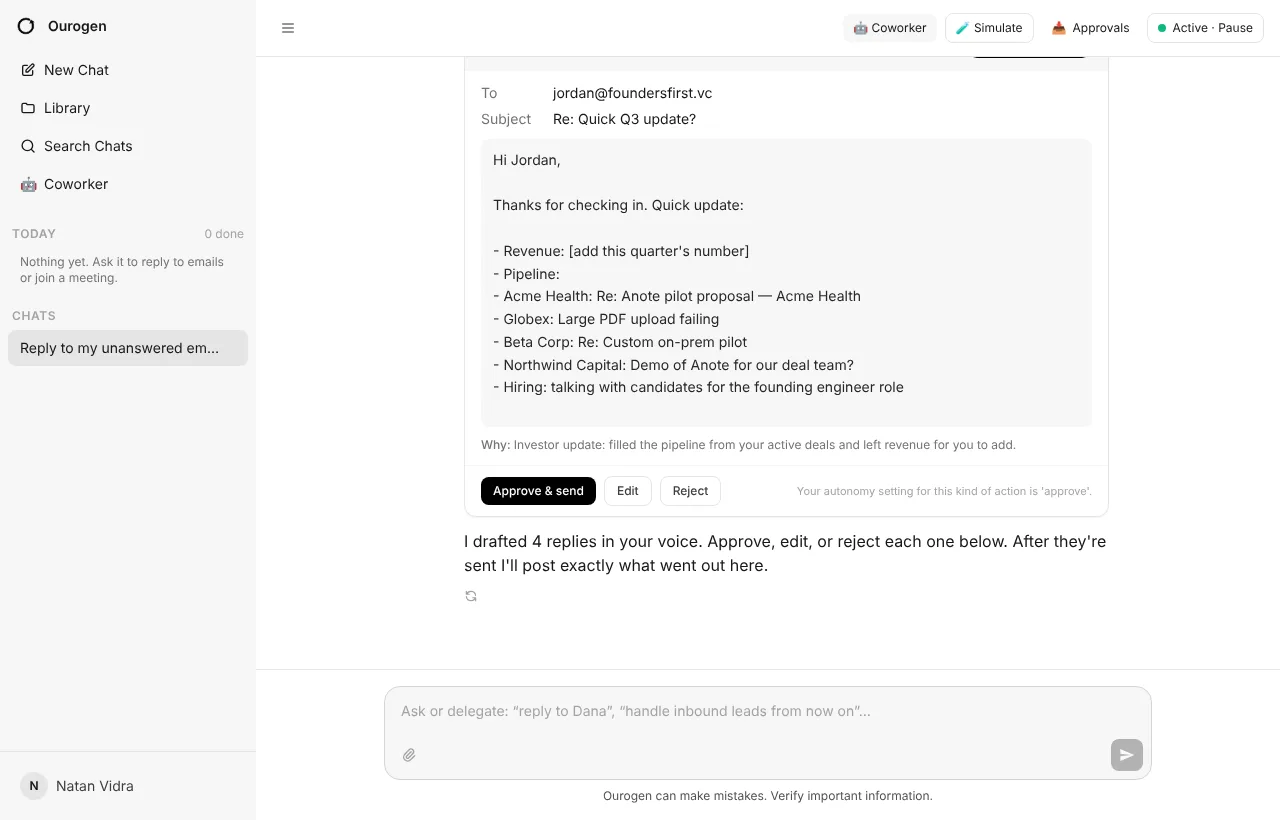 Ourogen
New Chat
Library
Search Chats
Coworker
TODAY
0 done
Nothing yet. Ask it to reply to emails
or join a meeting.
CHATS
Reply to my unanswered em...
N
Natan Vidra
Coworker
Simulate
Approvals
Active · Pause
To
jordan@foundersfirst.vc
Subject
Re: Quick Q3 update?
Hi Jordan,
Thanks for checking in. Quick update:
- Revenue: [add this quarter's number]
- Pipeline:
- Acme Health: Re: Anote pilot proposal — Acme Health
- Globex: Large PDF upload failing
- Beta Corp: Re: Custom on-prem pilot
- Northwind Capital: Demo of Anote for our deal team?
- Hiring: talking with candidates for the founding engineer role
Why: Investor update: filled the pipeline from your active deals and left revenue for you to add.
Approve & send
Edit
Reject
Your autonomy setting for this kind of action is 'approve'.
I drafted 4 replies in your voice. Approve, edit, or reject each one below. After they're
sent I'll post exactly what went out here.
Ask or delegate: “reply to Dana”, “handle inbound leads from now on”...
Ourogen can make mistakes. Verify important information.